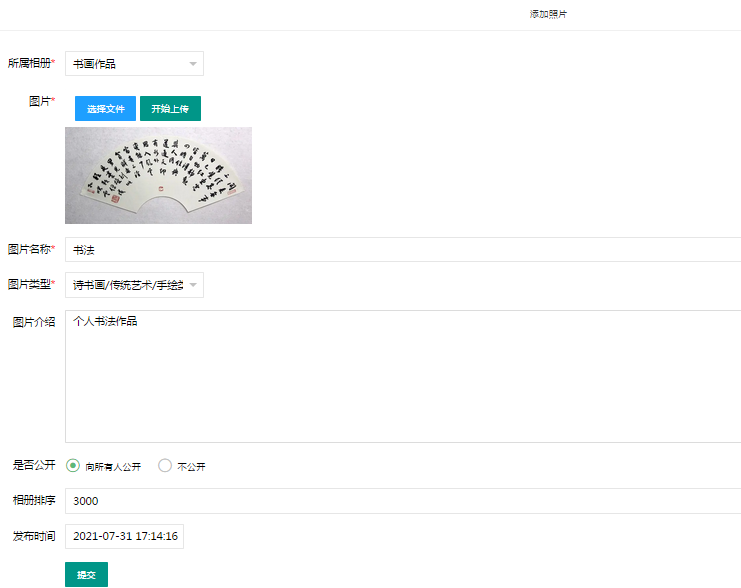 添加照片
所属相册*
书画作品
图片*
选择文件 开始上传
图片名称*
书法
图片类型*
诗书画/传统艺术/手绘类
图片介绍
个人书法作品
是否公开
向所有人公开 不公开
相册排序
3000
发布时间
2021-07-31 17:14:16
提交